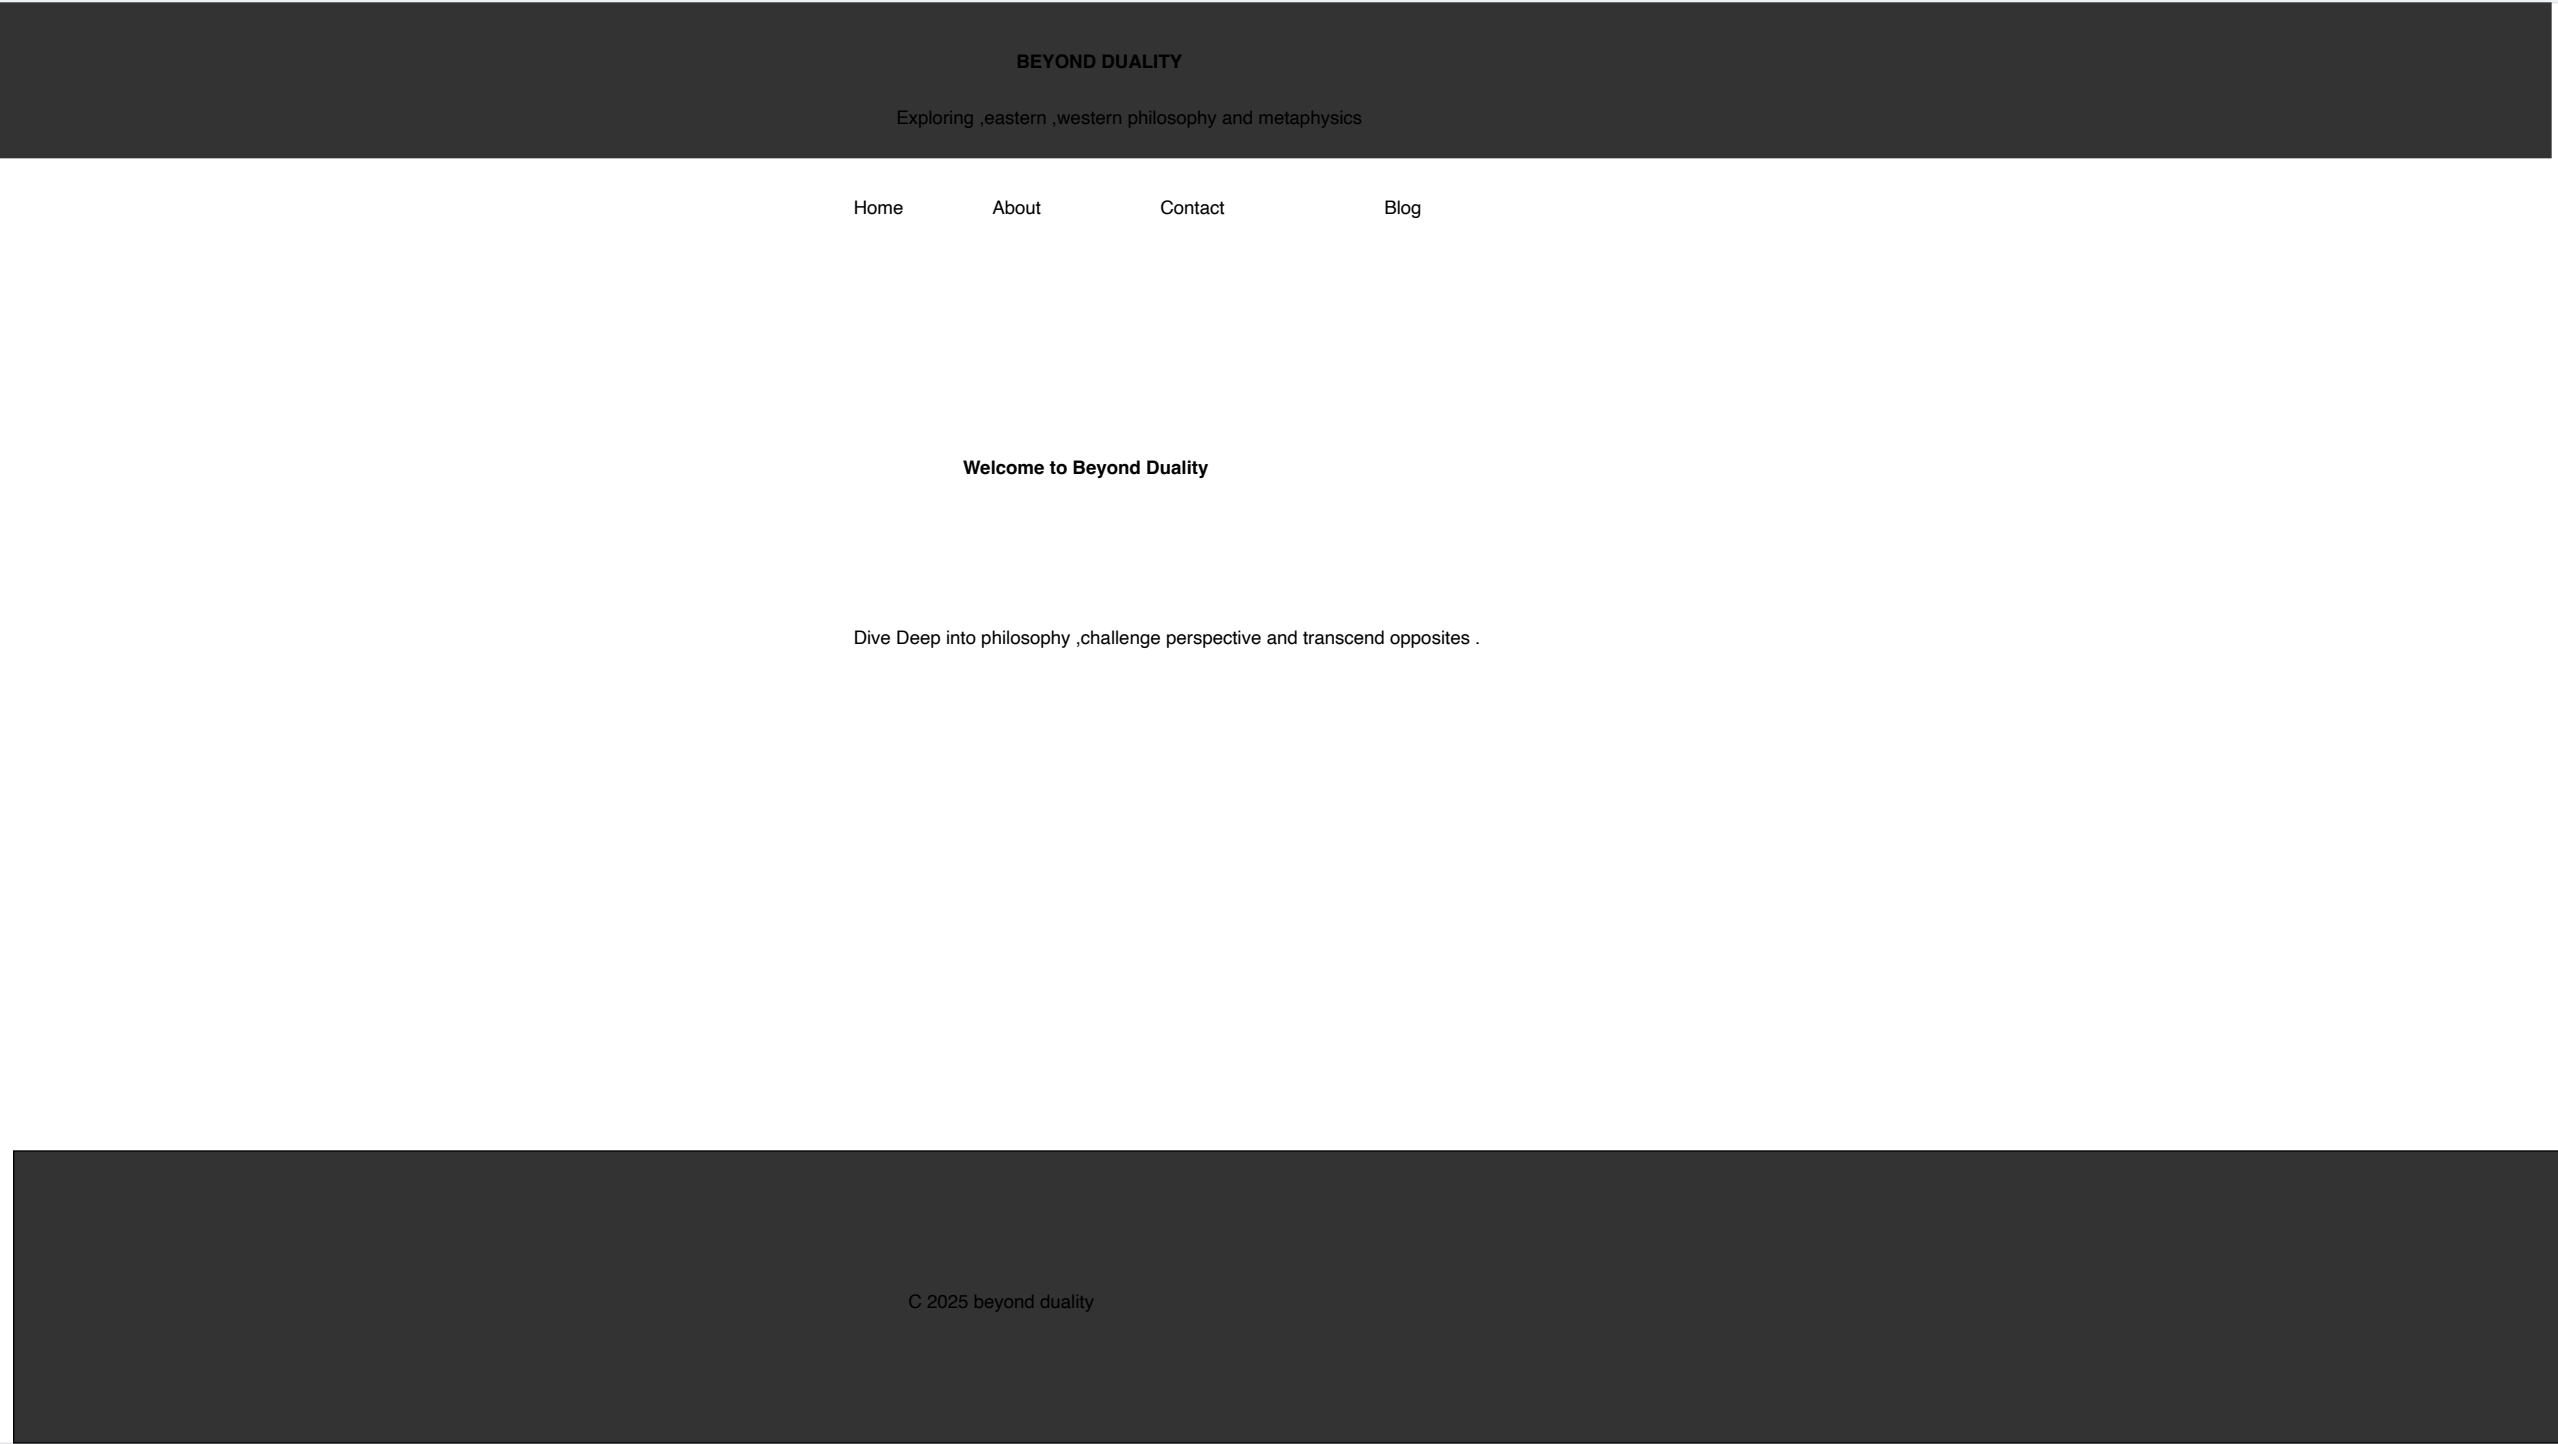 BEYOND DUALITY
Exploring ,eastern ,western philosophy and metaphysics
Home About Contact Blog
Welcome to Beyond Duality
Dive Deep into philosophy ,challenge perspective and transcend opposites .
C 2025 beyond duality